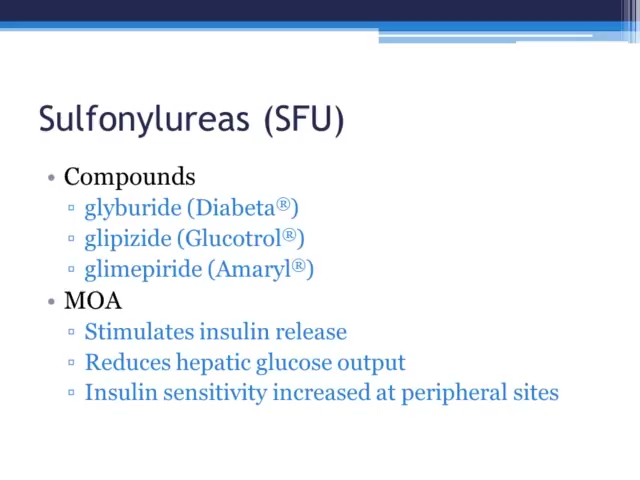 Sulfonylureas (SFU)
• Compounds
▫ glyburide (Diabeta®)
▫ glipizide (Glucotrol®)
▫ glimepiride (Amaryl®)
• MOA
▫ Stimulates insulin release
▫ Reduces hepatic glucose output
▫ Insulin sensitivity increased at peripheral sites